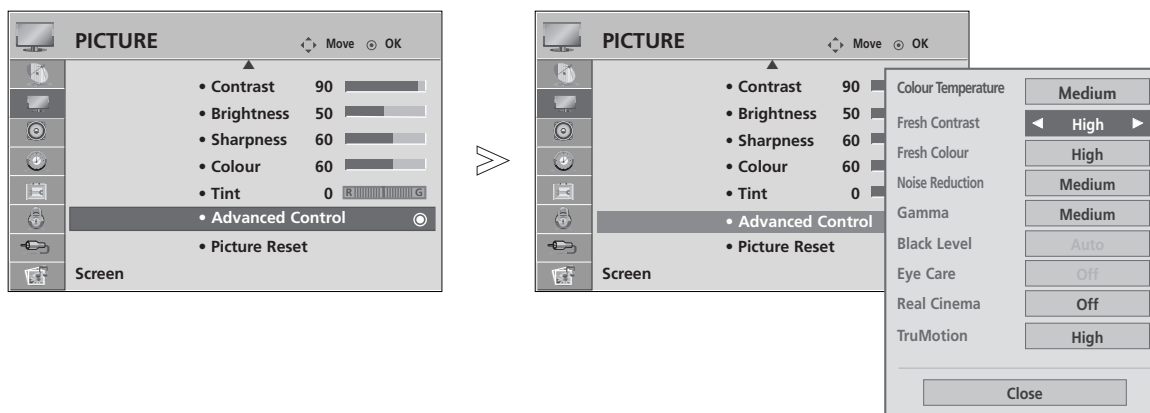 PICTURE Move OK
• Contrast 90
• Brightness 50
• Sharpness 60
• Colour 60
• Tint 0 R G
• Advanced Control
• Picture Reset
Screen
PICTURE Move OK
• Contrast 90
• Brightness 50
• Sharpness 60
• Colour 60
• Tint 0
• Advanced Control
• Picture Reset
Screen
Colour Temperature Medium
Fresh Contrast High
Fresh Colour High
Noise Reduction Medium
Gamma Medium
Black Level Auto
Eye Care Off
Real Cinema Off
TruMotion High
Close